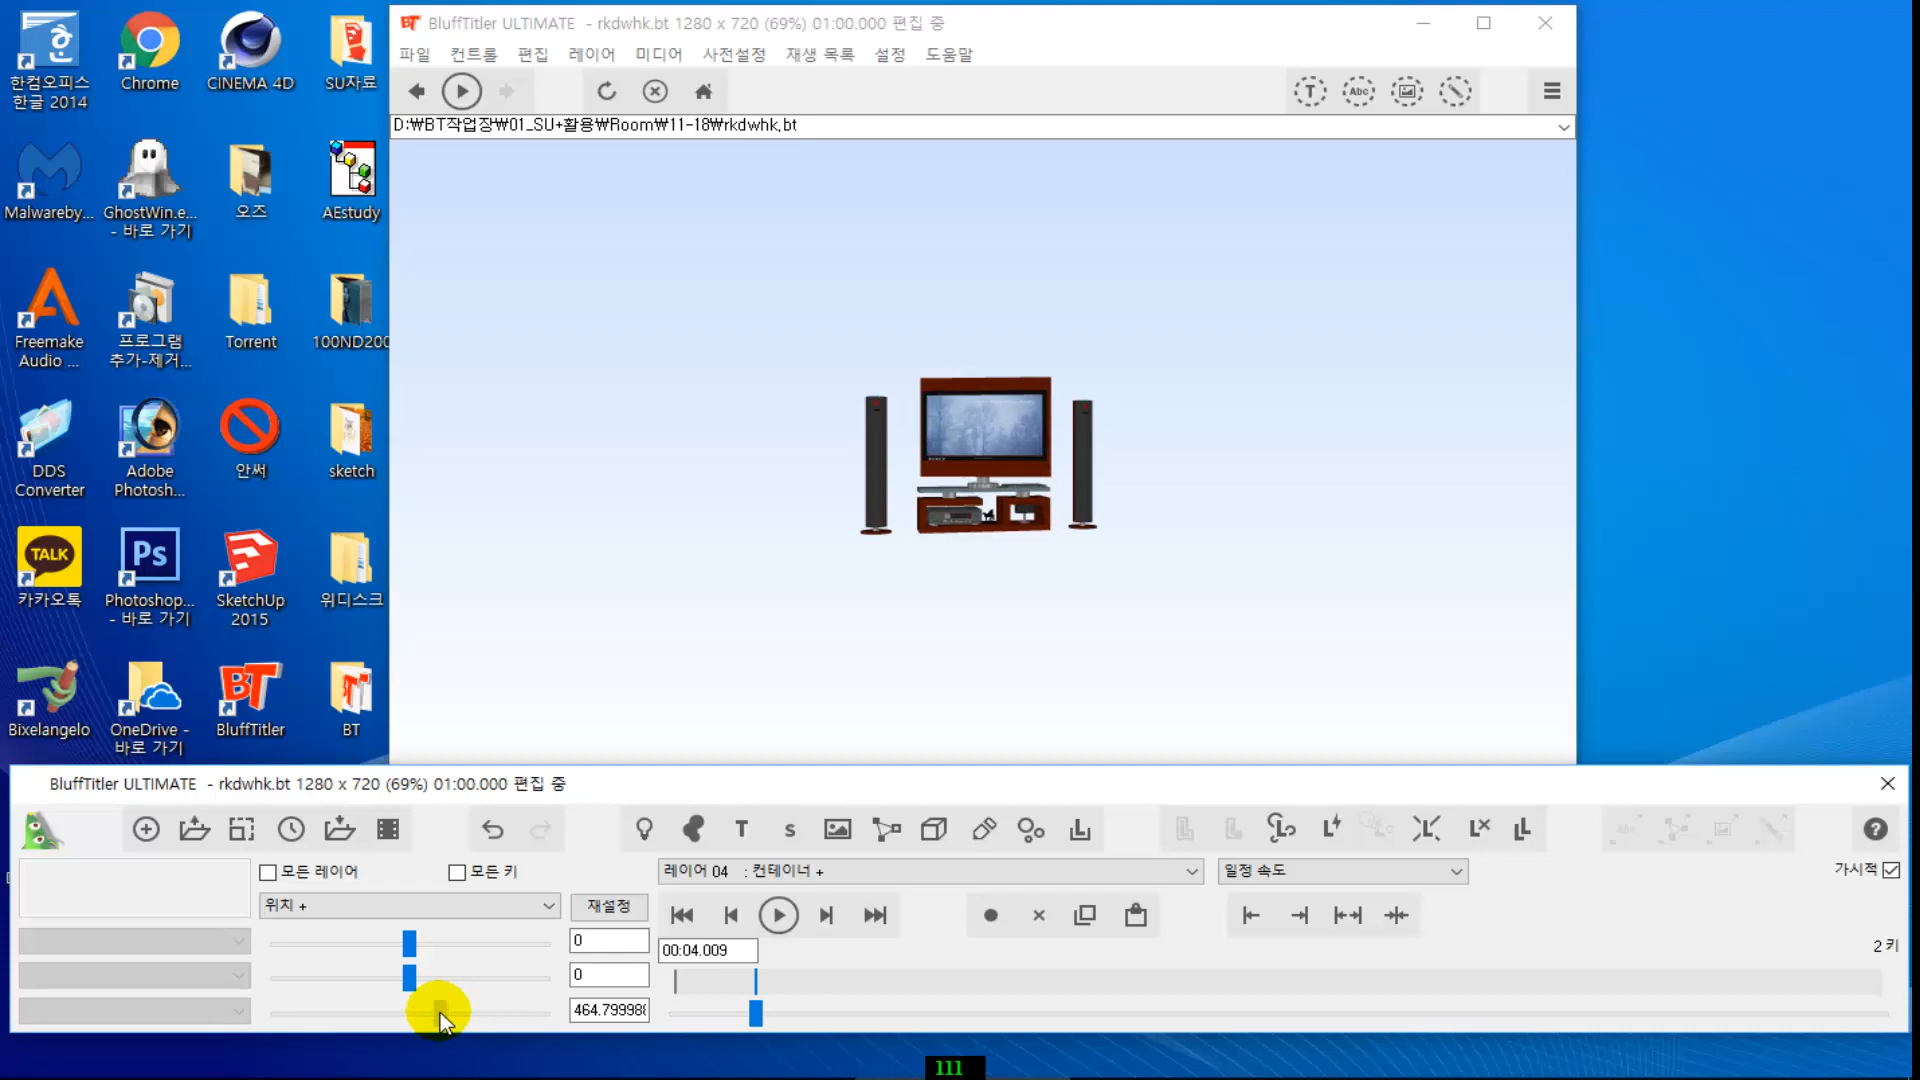 한컴오피스
한글 2014
Chrome
CINEMA 4D
SU자료
Malwareby...
GhostWin.e...
- 바로 가기
오즈
AEstudy
Freemake
Audio ...
프로그램
추가-제거...
Torrent
100ND200
DDS
Converter
Adobe
Photosh...
안써
sketch
TALK
카카오톡
Ps
Photoshop...
- 바로 가기
SketchUp
2015
위디스크
Bixelangelo
OneDrive -
바로 가기
BT
BluffTitler
BT
BT BluffTitler ULTIMATE - rkdwhk.bt 1280 x 720 (69%) 01:00.000 편집 중
파일 컨트롤 편집 레이어 미디어 사전설정 재생 목록 설정 도움말
T Abc
D:₩BT작업장₩01_SU+활용₩Room₩11-18₩rkdwhk.bt
BluffTitler ULTIMATE - rkdwhk.bt 1280 x 720 (69%) 01:00.000 편집 중
T S
Abc
모든 레이어 모든 키 레이어 04 : 컨테이너 + 일정 속도 가시적
위치 + 재설정
0 00:04.009 2 키
0
464.799988
111